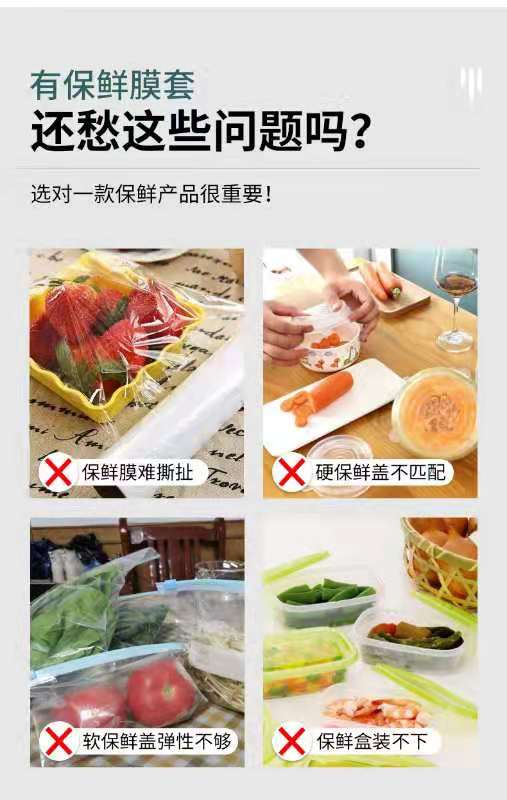 有保鲜膜套
还愁这些问题吗？
选对一款保鲜产品很重要！
保鲜膜难撕扯
硬保鲜盖不匹配
软保鲜盖弹性不够
保鲜盒装不下